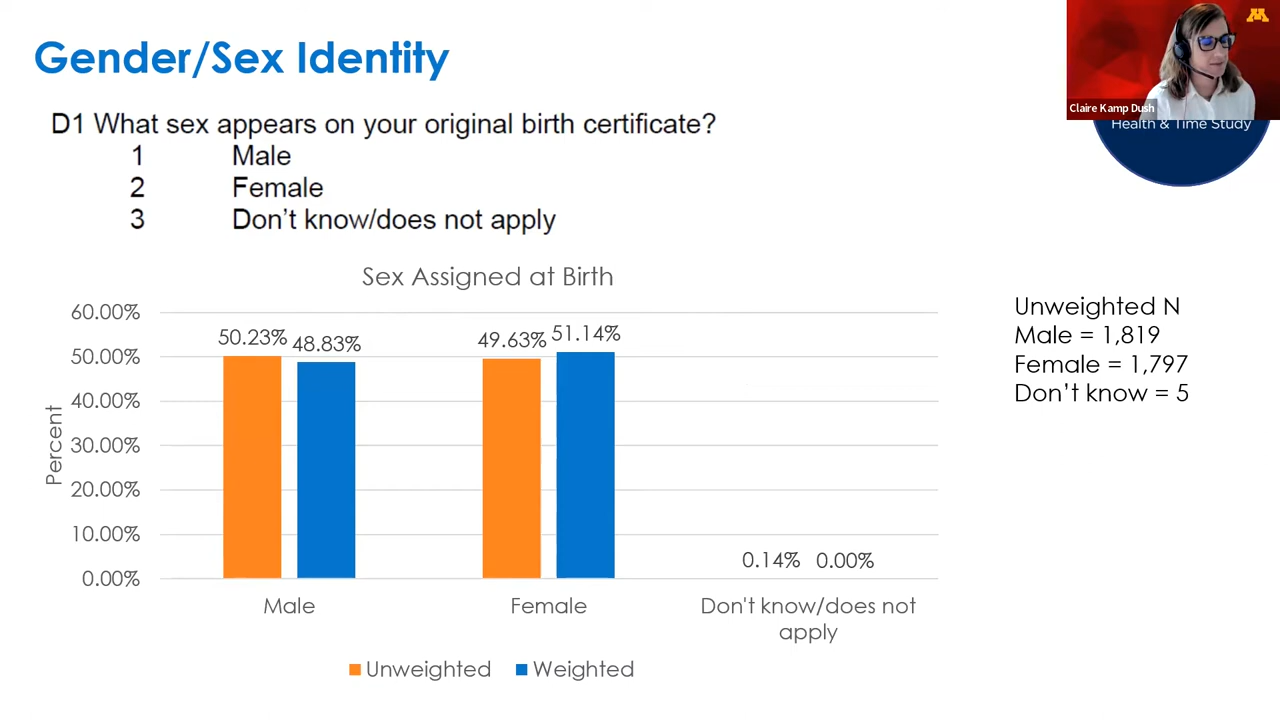 Gender/Sex Identity
Claire Kamp Dush
Health & Time Study
D1 What sex appears on your original birth certificate?
1 Male
2 Female
3 Don't know/does not apply
Sex Assigned at Birth
60.00%
50.00%
40.00%
30.00%
20.00%
10.00%
0.00%
Percent
50.23% 48.83%
49.63% 51.14%
0.14% 0.00%
Male
Female
Don't know/does not
apply
Unweighted Weighted
Unweighted N
Male = 1,819
Female = 1,797
Don't know = 5